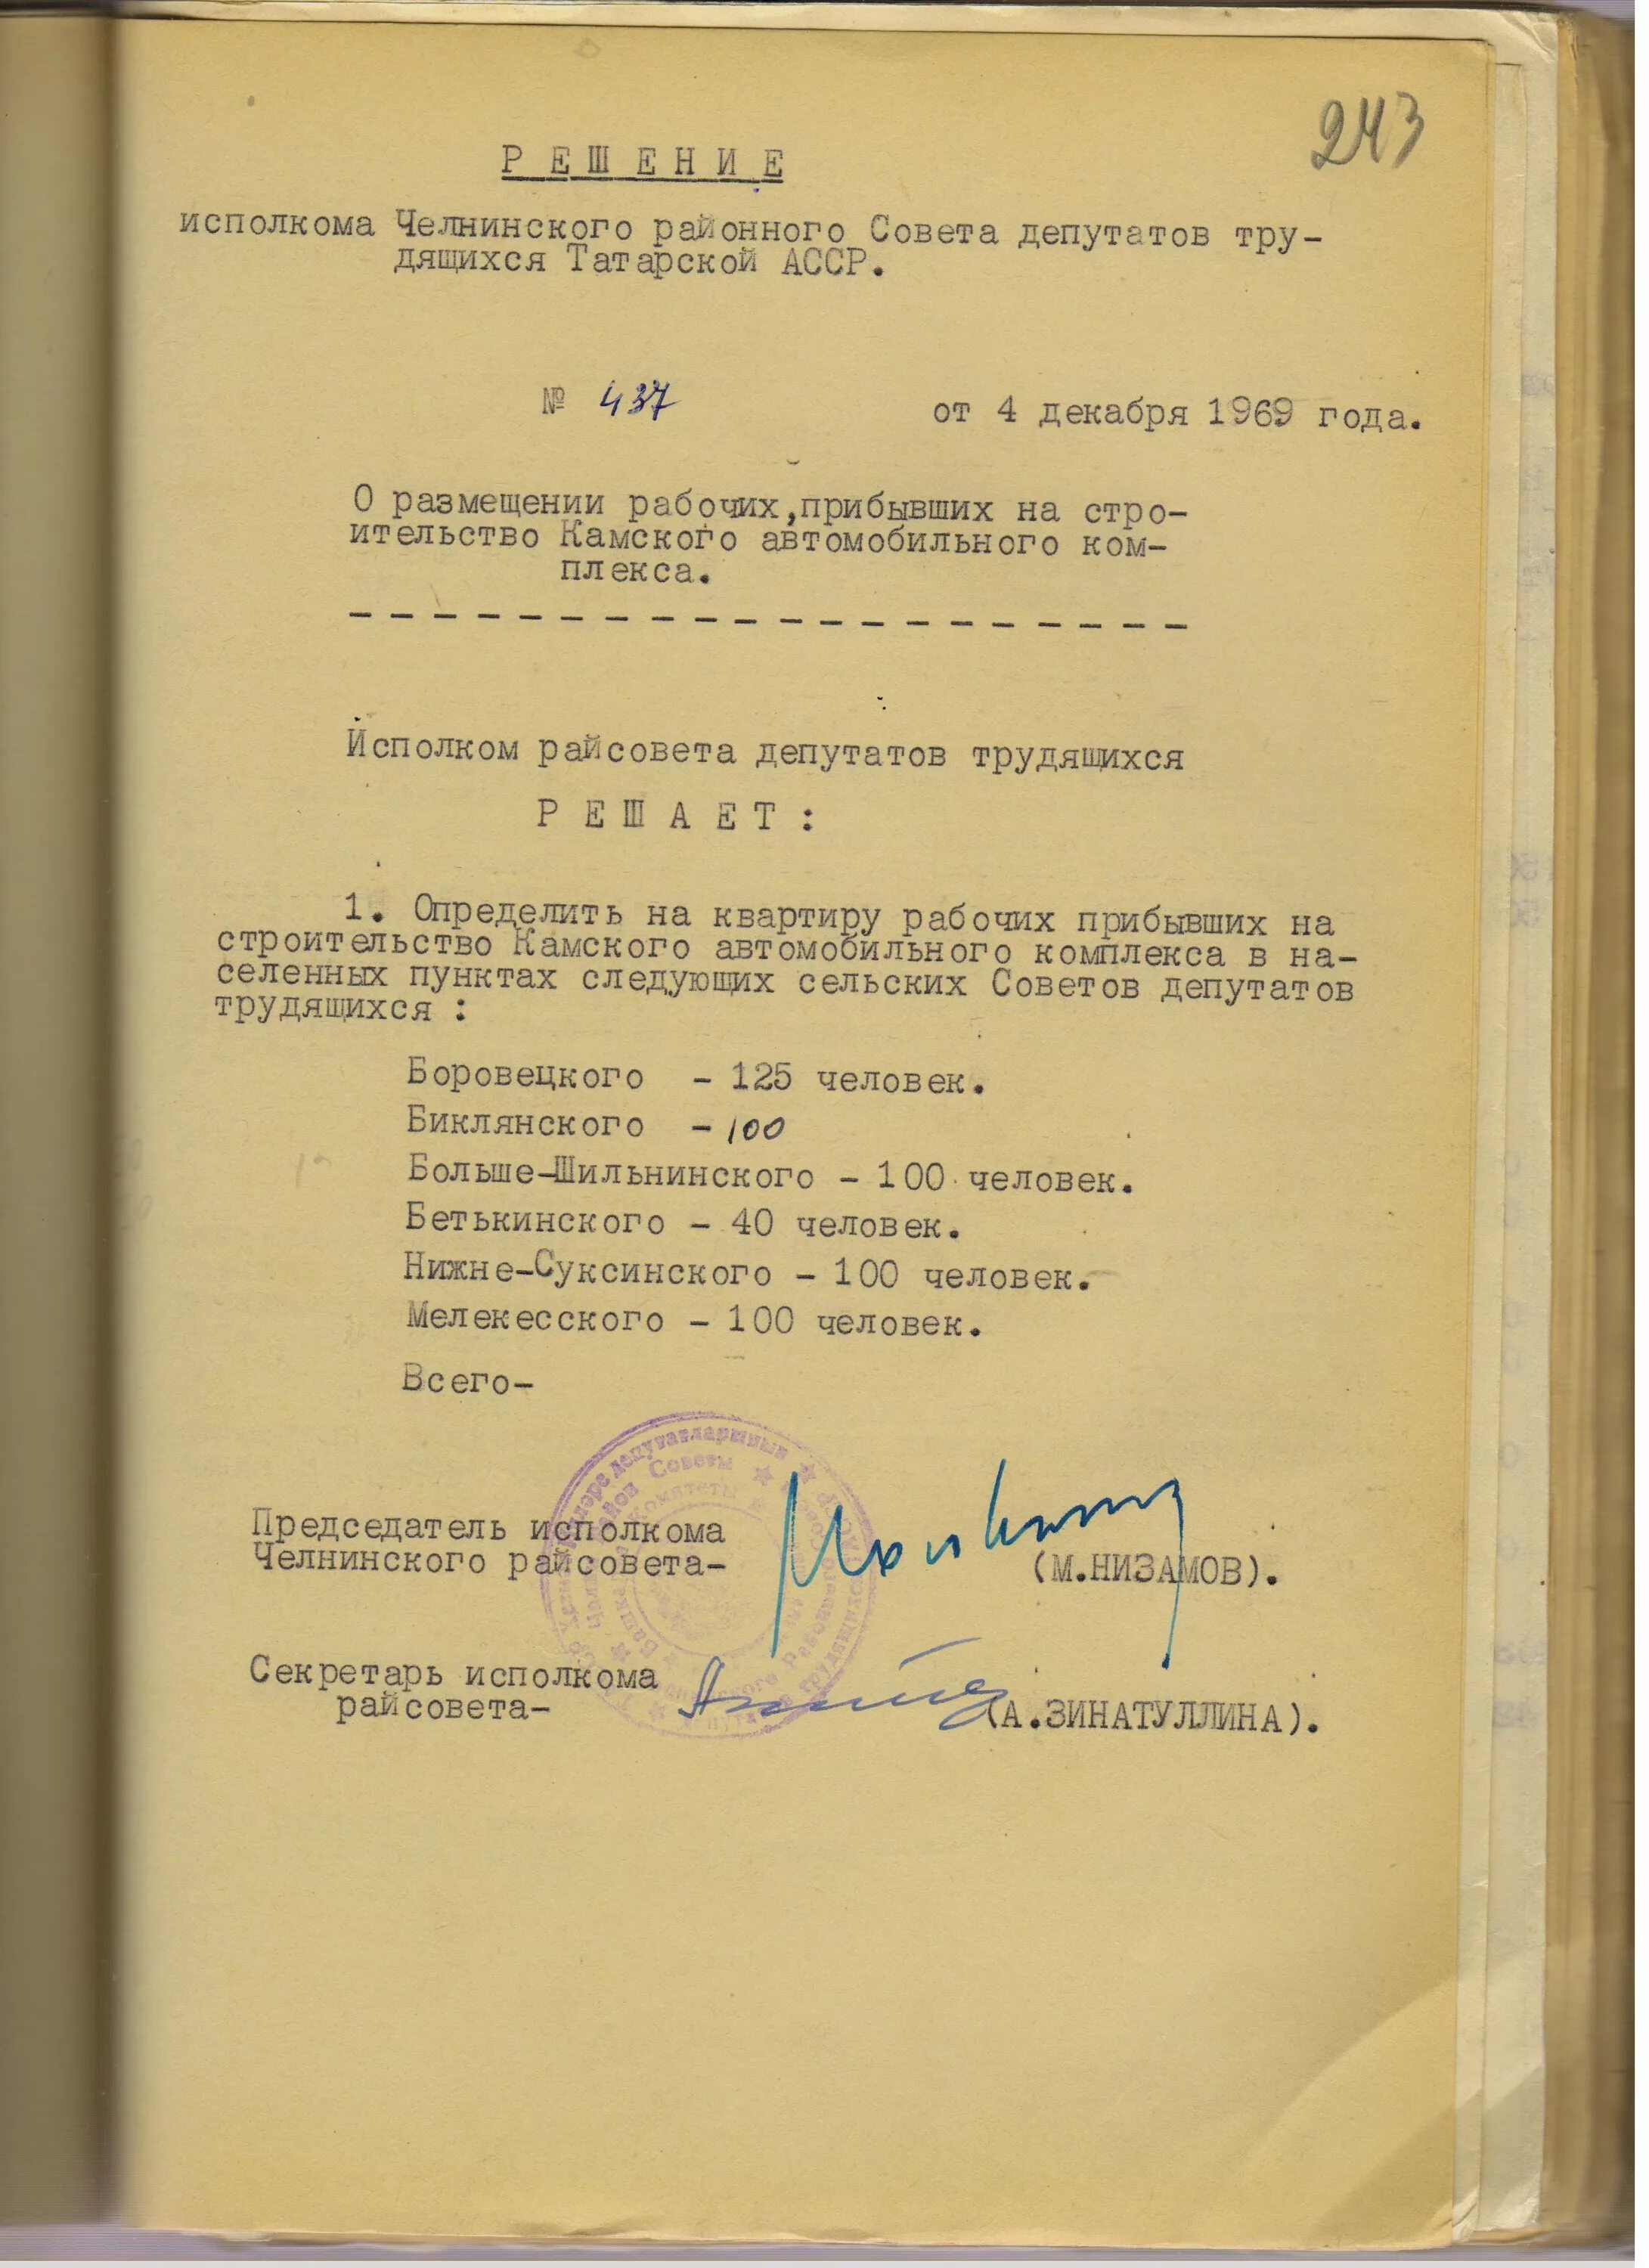 243
Р Е Ш Е Н И Е
исполкома Челнинского районного Совета депутатов тру-
дящихся Татарской АССР.
№ 437 от 4 декабря 1969 года.
О размещении рабочих,прибывших на стро-
ительство Камского автомобильного ком-
плекса.
Исполком райсовета депутатов трудящихся
Р Е Ш А Е Т :
1. Определить на квартиру рабочих прибывших на
строительство Камского автомобильного комплекса в на-
селенных пунктах следующих сельских Советов депутатов
трудящихся :
Боровецкого - 125 человек.
Биклянского - 100
Больше-Шильнинского - 100 человек.
Бетькинского - 40 человек.
Нижне-Суксинского - 100 человек.
Мелекесского - 100 человек.
Всего-
депутатларының
район Советы
Председатель исполкома
Челнинского райсовета- (М.НИЗАМОВ).
Секретарь исполкома
райсовета- (А.ЗИНАТУЛЛИНА).